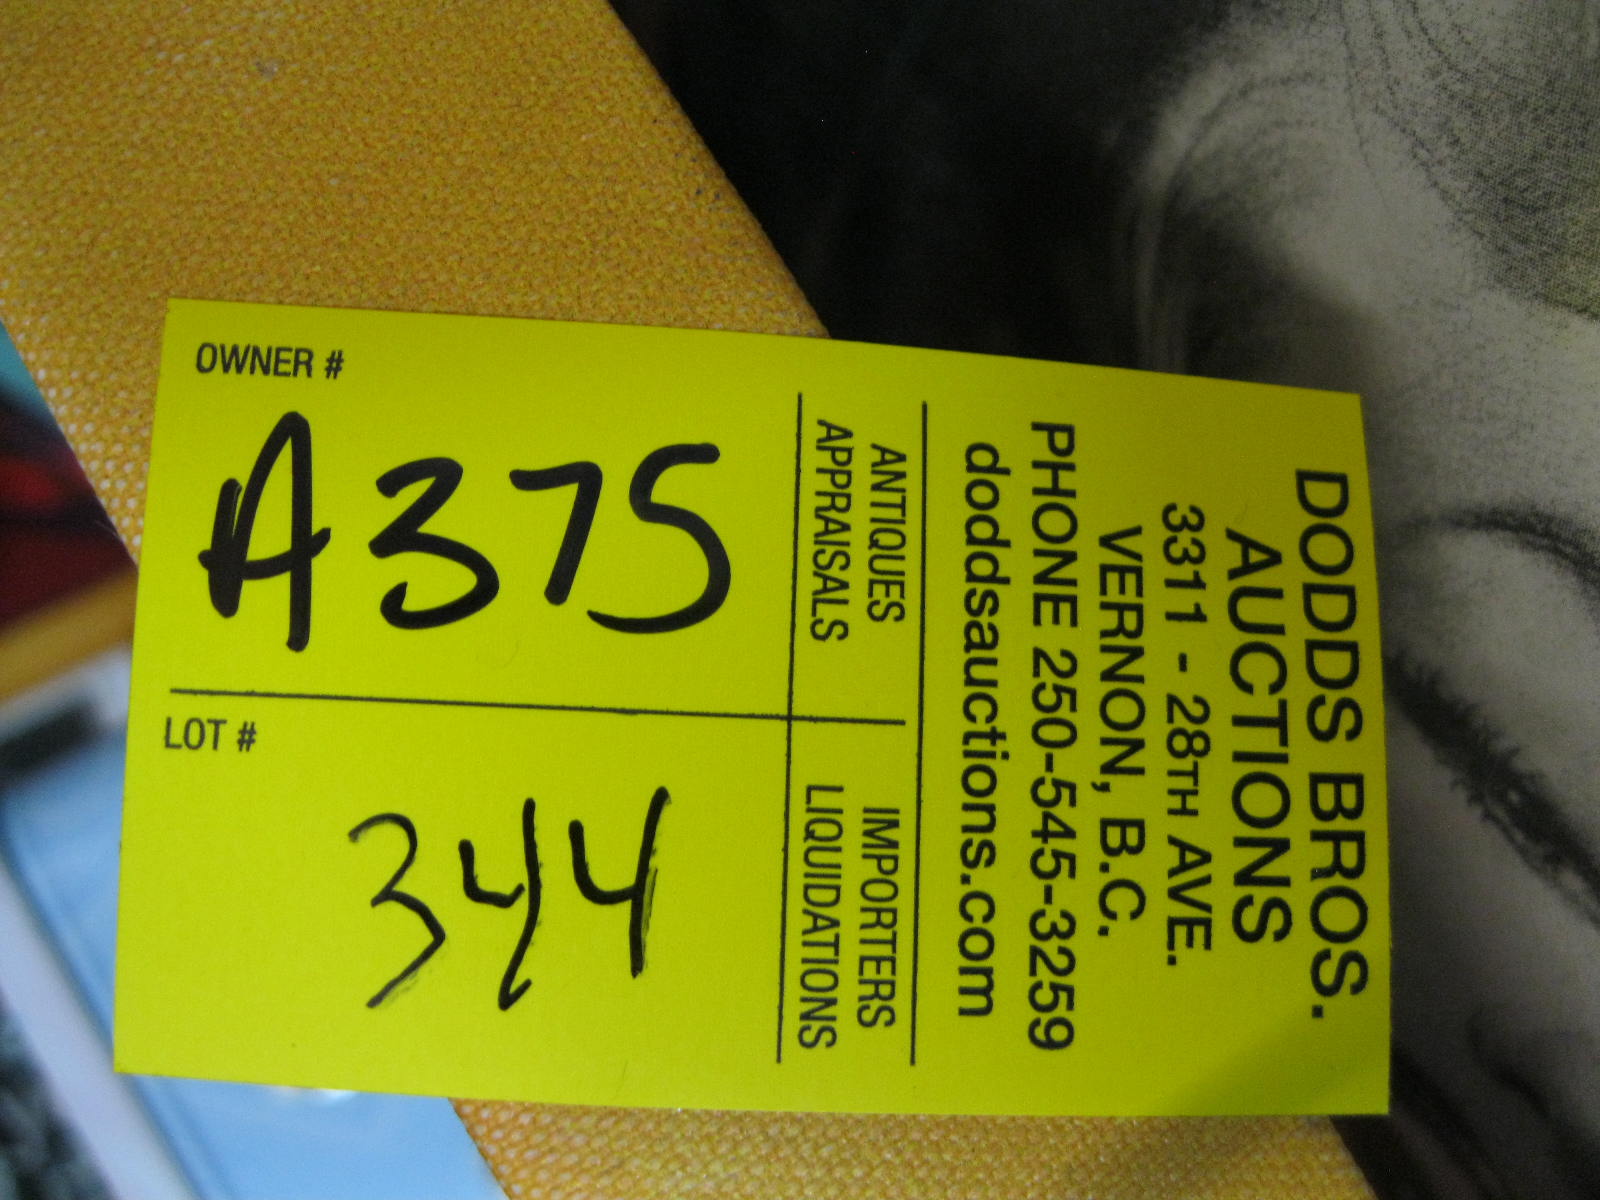 DODDS BROS.
AUCTIONS
3311 - 28TH AVE.
VERNON, B.C.
PHONE 250-545-3259
doddsauctions.com
ANTIQUES
APPRAISALS
IMPORTERS
LIQUIDATIONS
OWNER #
A375
LOT #
344